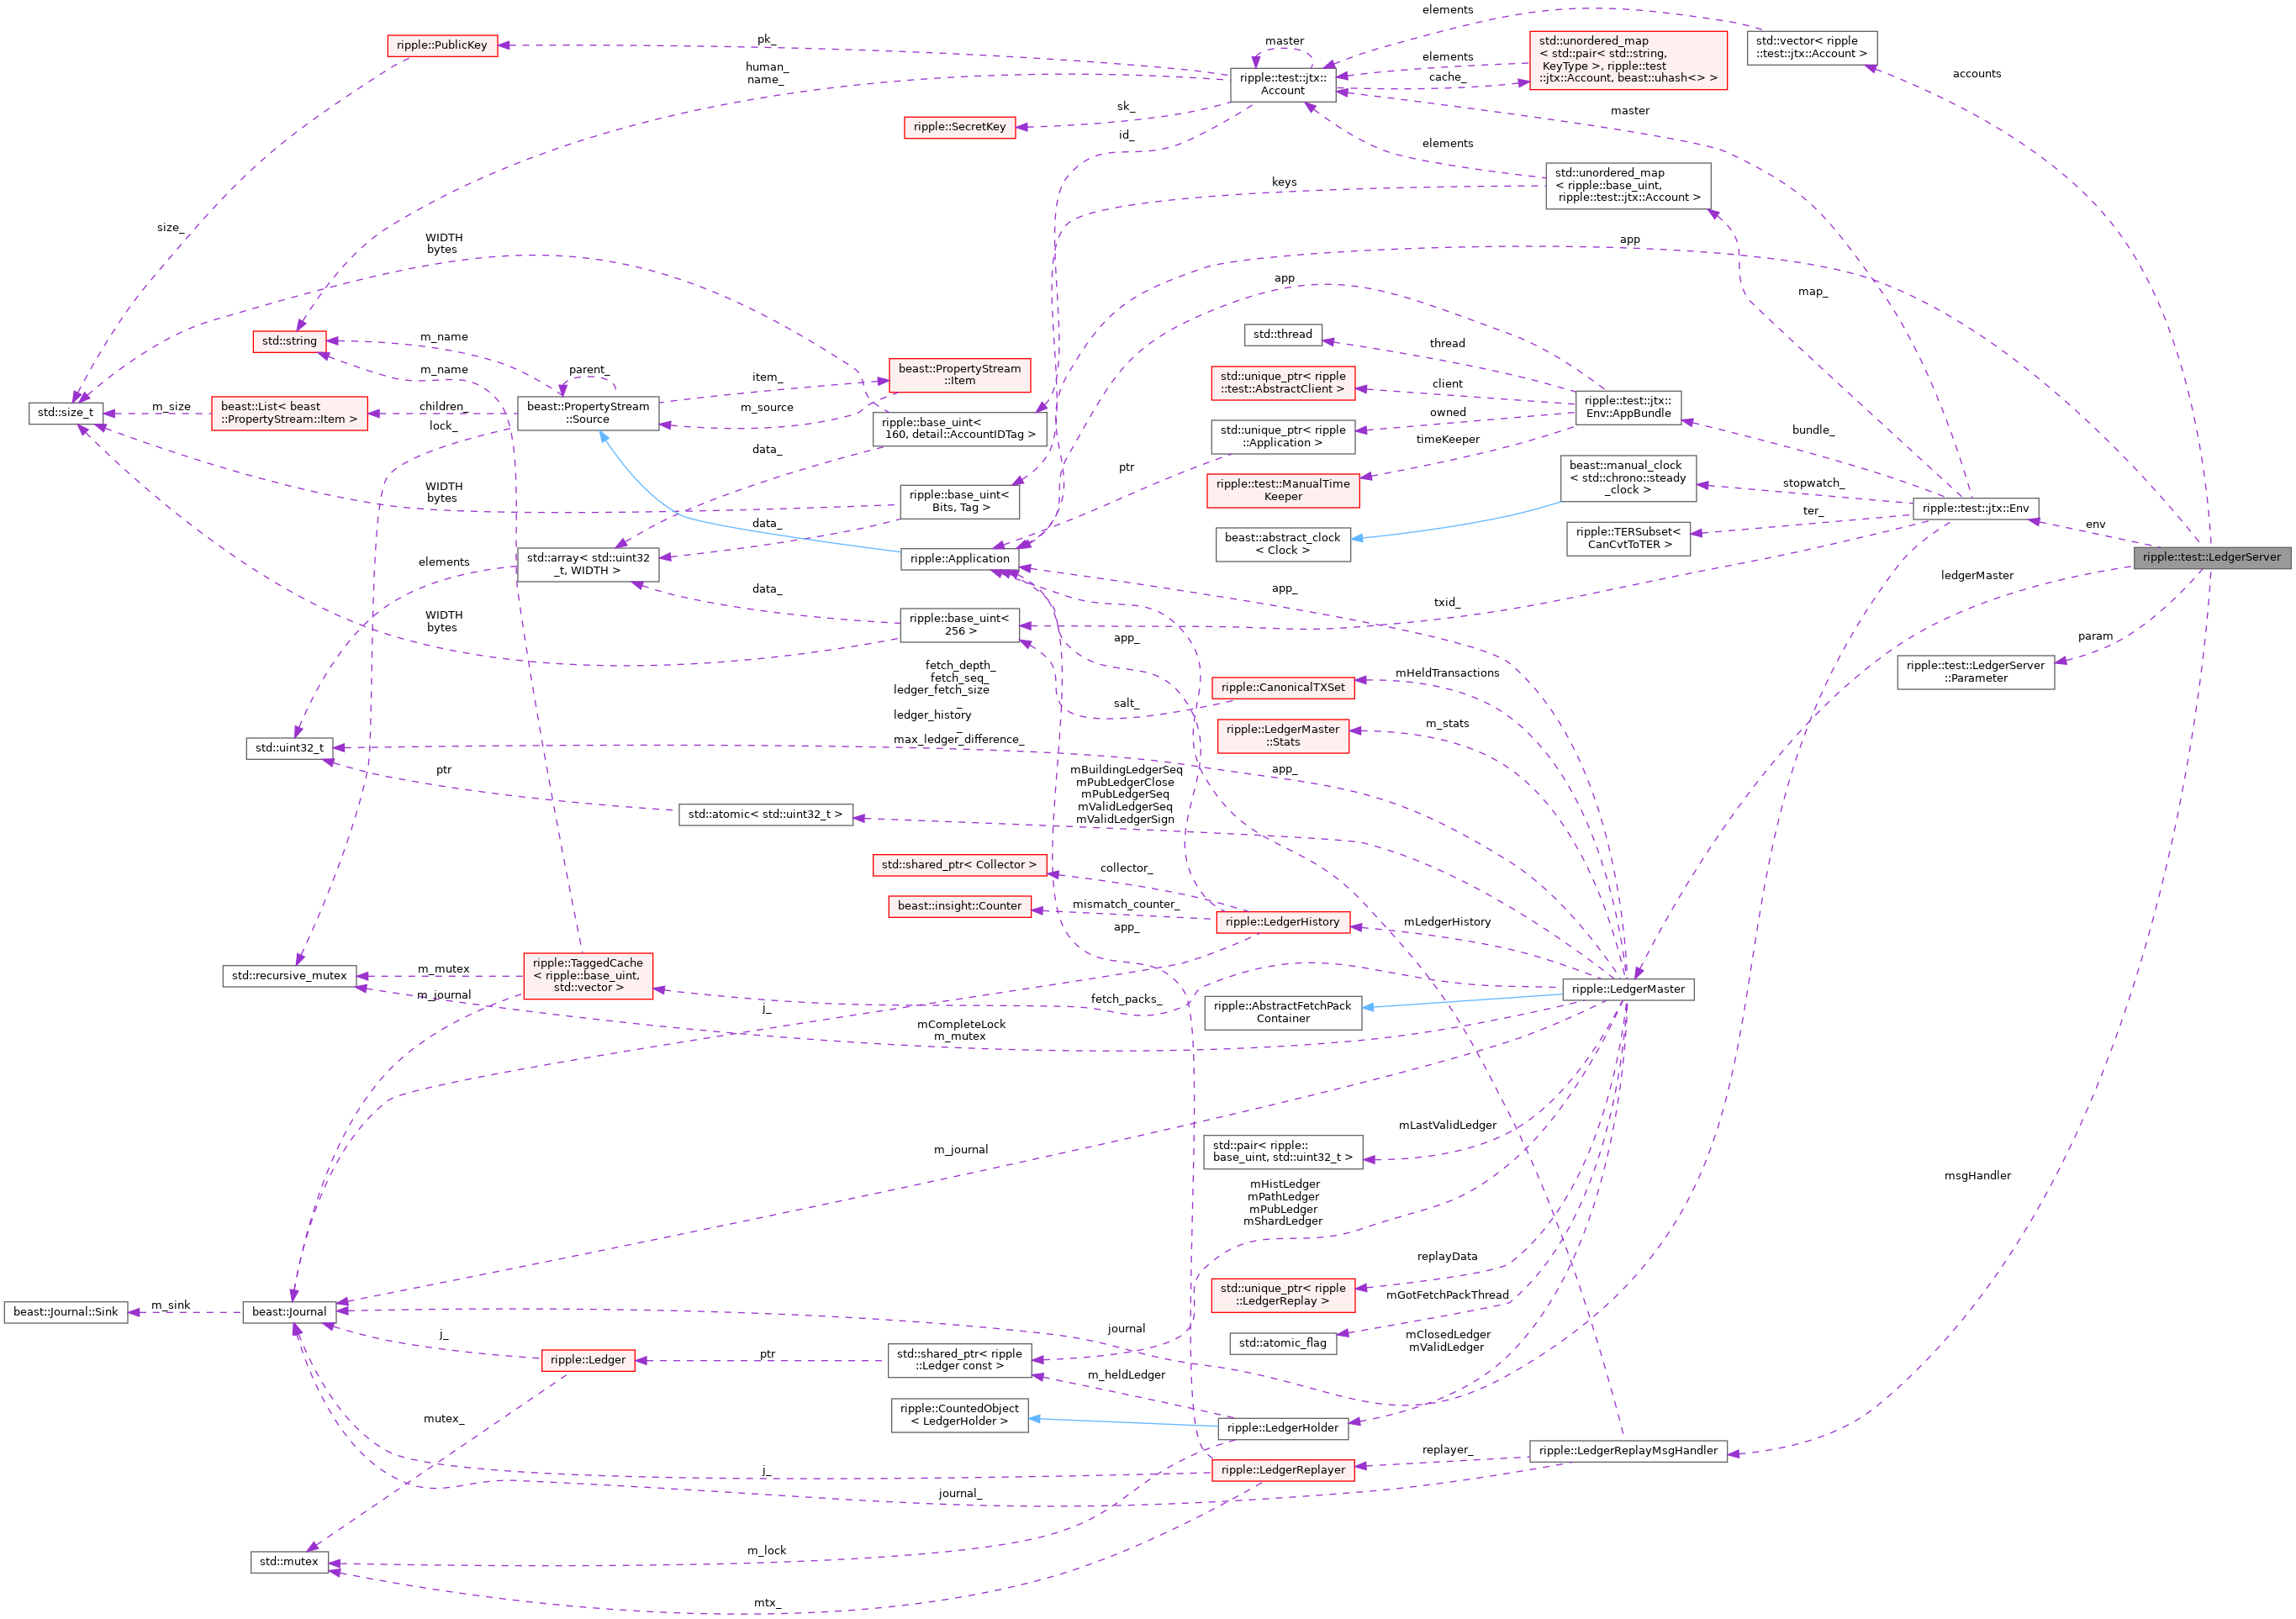 elements
ripple::PublicKey
pk_
master
std::vector< ripple
::test::jtx::Account >
std::unordered_map
< std::pair< std::string,
KeyType >, ripple::test
::jtx::Account, beast::uhash<> >
elements
cache_
ripple::test::jtx::
Account
accounts
human_
name_
sk_
ripple::SecretKey
id_
master
elements
keys
std::unordered_map
< ripple::base_uint,
ripple::test::jtx::Account >
size_
WIDTH
bytes
app
app
map_
std::string
m_name
m_name
parent_
item_
beast::PropertyStream
::Item
m_source
std::thread
thread
std::unique_ptr< ripple
::test::AbstractClient >
client
ripple::test::jtx::
Env::AppBundle
std::size_t
m_size
beast::List< beast
::PropertyStream::Item >
children_
lock_
beast::PropertyStream
::Source
ripple::base_uint<
160, detail::AccountIDTag >
owned
std::unique_ptr< ripple
::Application >
timeKeeper
bundle_
data_
ptr
ripple::test::ManualTime
Keeper
beast::manual_clock
< std::chrono::steady
_clock >
stopwatch_
WIDTH
bytes
ripple::base_uint<
Bits, Tag >
data_
ripple::test::jtx::Env
ter_
env
beast::abstract_clock
< Clock >
ripple::TERSubset<
CanCvtToTER >
std::array< std::uint32
_t, WIDTH >
elements
ripple::Application
ripple::test::LedgerServer
ledgerMaster
data_
app_
txid_
WIDTH
bytes
ripple::base_uint<
256 >
app_
param
ripple::test::LedgerServer
::Parameter
fetch_depth_
fetch_seq_
ledger_fetch_size
_
ledger_history
_
max_ledger_difference_
mHeldTransactions
ripple::CanonicalTXSet
salt_
m_stats
ripple::LedgerMaster
::Stats
std::uint32_t
ptr
app_
mBuildingLedgerSeq
mPubLedgerClose
mPubLedgerSeq
mValidLedgerSeq
mValidLedgerSign
std::atomic< std::uint32_t >
std::shared_ptr< Collector >
collector_
beast::insight::Counter
mismatch_counter_
app_
ripple::LedgerHistory
mLedgerHistory
ripple::TaggedCache
< ripple::base_uint,
std::vector >
std::recursive_mutex
m_mutex
m_journal
j_
fetch_packs_
ripple::LedgerMaster
ripple::AbstractFetchPack
Container
mCompleteLock
m_mutex
m_journal
mLastValidLedger
std::pair< ripple::
base_uint, std::uint32_t >
msgHandler
mHistLedger
mPathLedger
mPubLedger
mShardLedger
replayData
std::unique_ptr< ripple
::LedgerReplay >
mGotFetchPackThread
beast::Journal::Sink
m_sink
beast::Journal
j_
journal
std::atomic_flag
mClosedLedger
mValidLedger
ripple::Ledger
ptr
std::shared_ptr< ripple
::Ledger const >
m_heldLedger
ripple::CountedObject
< LedgerHolder >
ripple::LedgerHolder
mutex_
replayer_
ripple::LedgerReplayMsgHandler
j_
ripple::LedgerReplayer
journal_
std::mutex
m_lock
mtx_